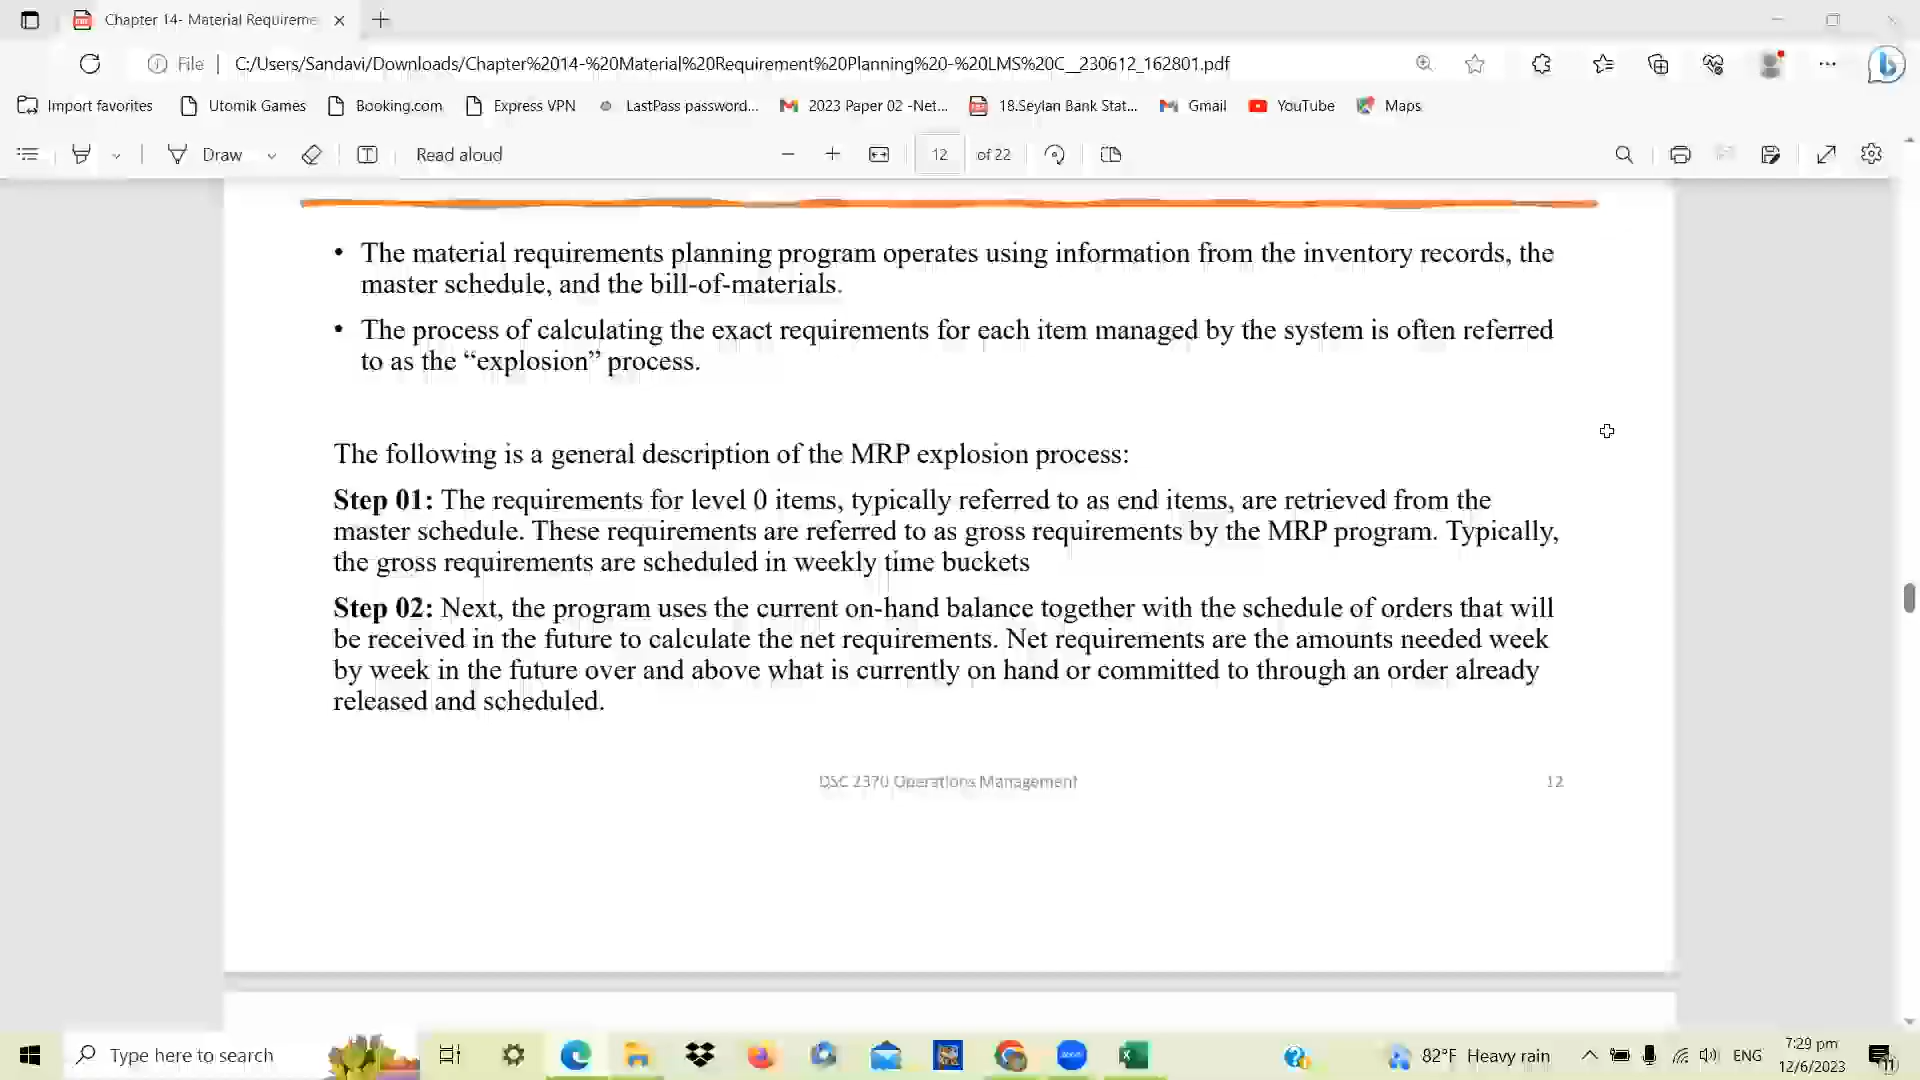 Chapter 14- Material Requireme
File
C:/Users/Sandavi/Downloads/Chapter%2014-%20Material%20Requirement%20Planning%20-%20LMS%20C__230612_162801.pdf
Import favorites Utomik Games Booking.com Express VPN LastPass password... 2023 Paper 02 -Net... 18.Seylan Bank Stat... Gmail YouTube Maps
Draw Read aloud 12 of 22
• The material requirements planning program operates using information from the inventory records, the
master schedule, and the bill-of-materials.
• The process of calculating the exact requirements for each item managed by the system is often referred
to as the “explosion” process.
The following is a general description of the MRP explosion process:
Step 01: The requirements for level 0 items, typically referred to as end items, are retrieved from the
master schedule. These requirements are referred to as gross requirements by the MRP program. Typically,
the gross requirements are scheduled in weekly time buckets
Step 02: Next, the program uses the current on-hand balance together with the schedule of orders that will
be received in the future to calculate the net requirements. Net requirements are the amounts needed week
by week in the future over and above what is currently on hand or committed to through an order already
released and scheduled.
DSC 2370 Operations Management 12
Type here to search
82°F Heavy rain
ENG
7:29 pm
12/6/2023